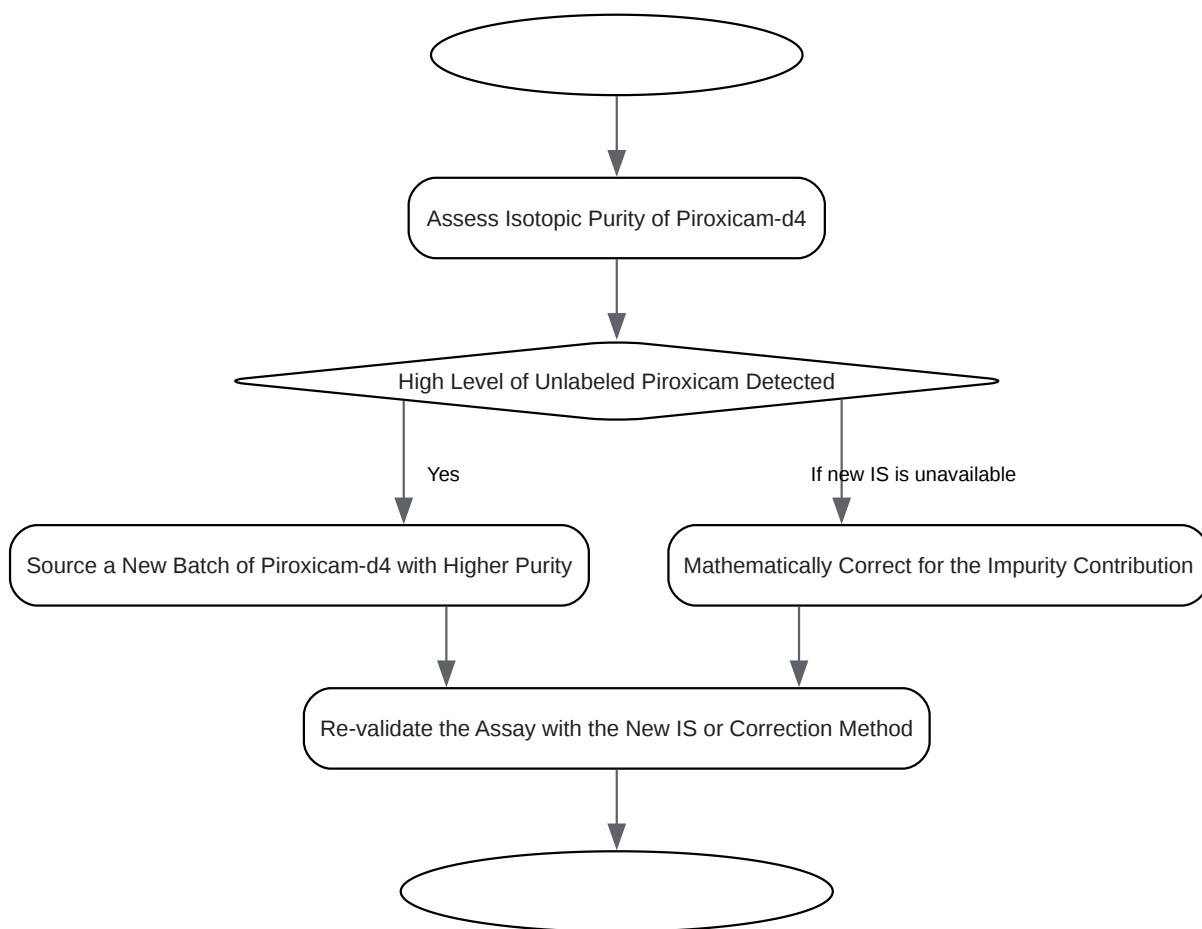 Assess Isotopic Purity of Piroxicam-d4
High Level of Unlabeled Piroxicam Detected
Yes
If new IS is unavailable
Source a New Batch of Piroxicam-d4 with Higher Purity
Mathematically Correct for the Impurity Contribution
Re-validate the Assay with the New IS or Correction Method